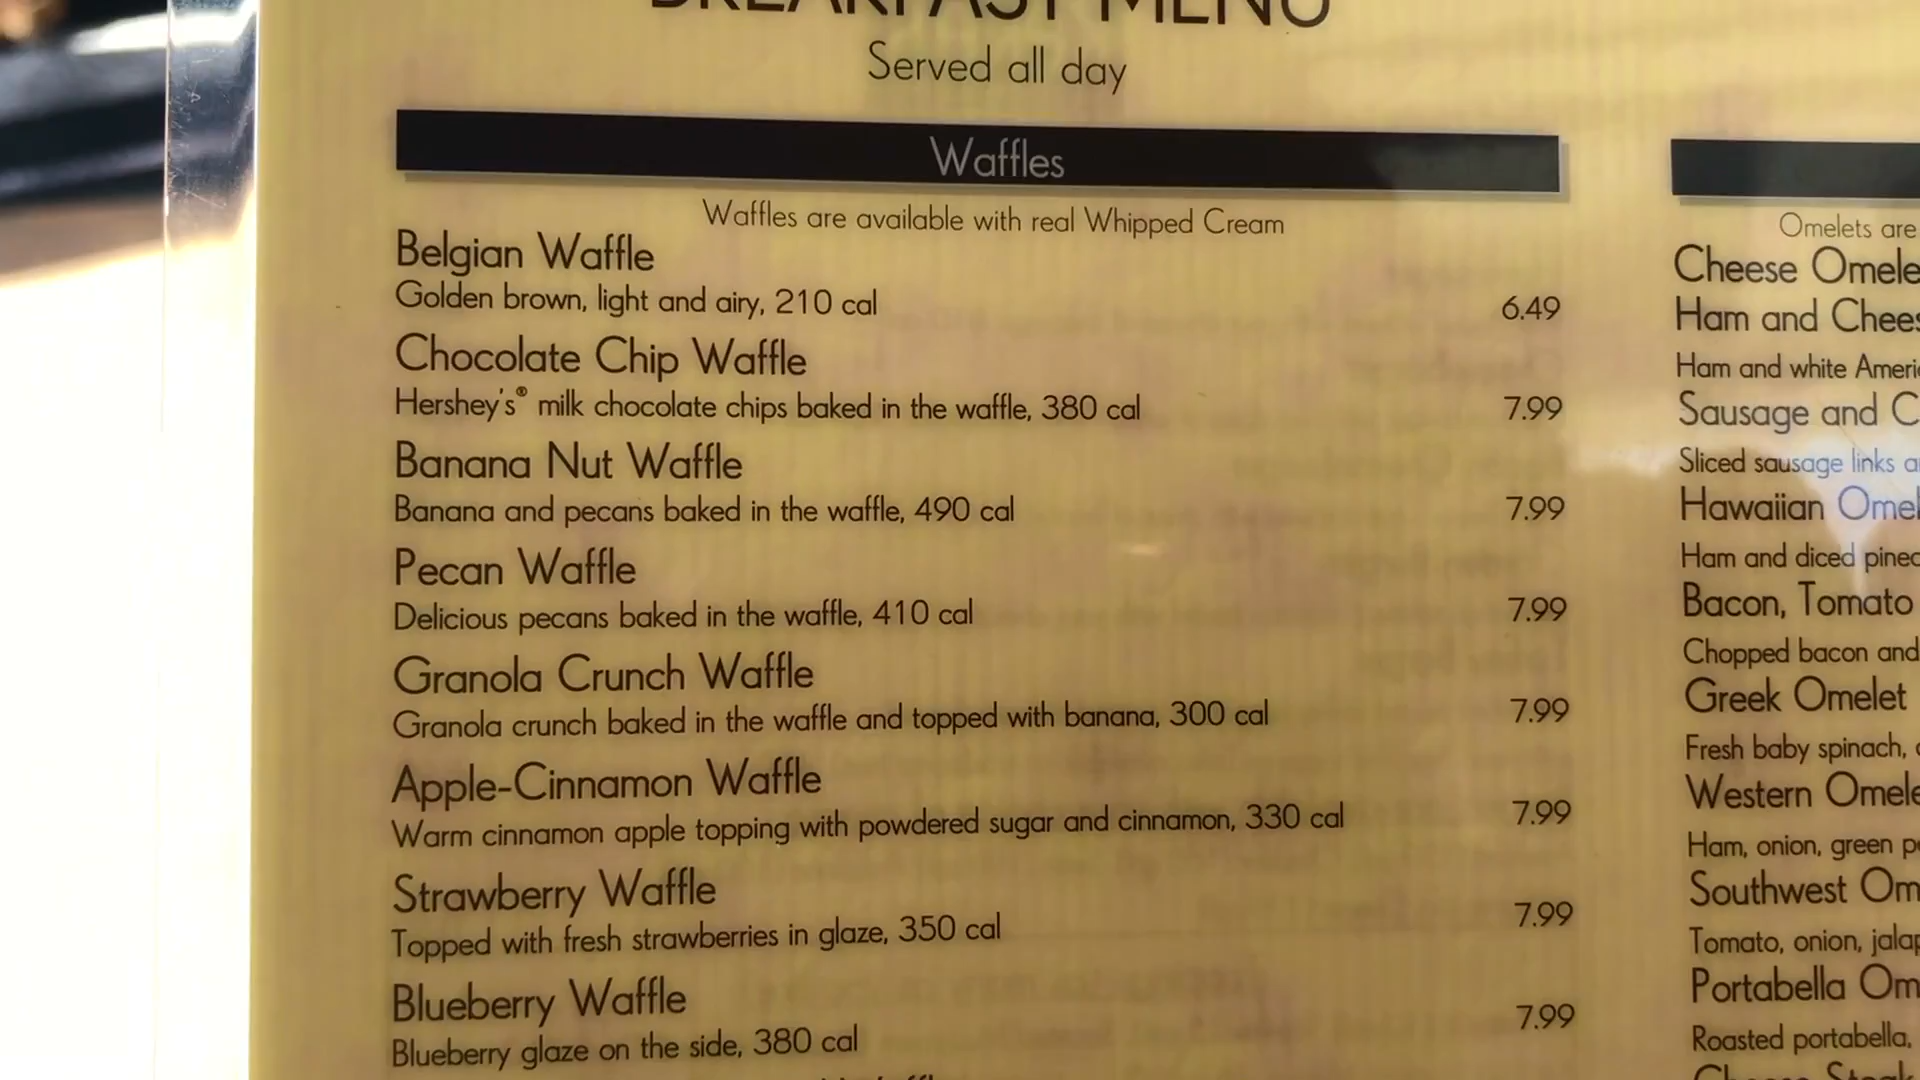 BREAKFAST MENU
Served all day
Waffles
Waffles are available with real Whipped Cream
Belgian Waffle
Golden brown, light and airy, 210 cal 6.49
Chocolate Chip Waffle
Hershey's® milk chocolate chips baked in the waffle, 380 cal 7.99
Banana Nut Waffle
Banana and pecans baked in the waffle, 490 cal 7.99
Pecan Waffle
Delicious pecans baked in the waffle, 410 cal 7.99
Granola Crunch Waffle
Granola crunch baked in the waffle and topped with banana, 300 cal 7.99
Apple-Cinnamon Waffle
Warm cinnamon apple topping with powdered sugar and cinnamon, 330 cal 7.99
Strawberry Waffle
Topped with fresh strawberries in glaze, 350 cal 7.99
Blueberry Waffle
Blueberry glaze on the side, 380 cal 7.99
Omelets are
Cheese
Ham and
Ham and white
Sausage and
Sliced sausage links
Hawaiian
Ham and diced
Bacon, Tomato
Chopped bacon and
Greek Omelet
Fresh baby spinach,
Western
Ham, onion, green
Southwest
Tomato, onion,
Portabella
Roasted portabella,